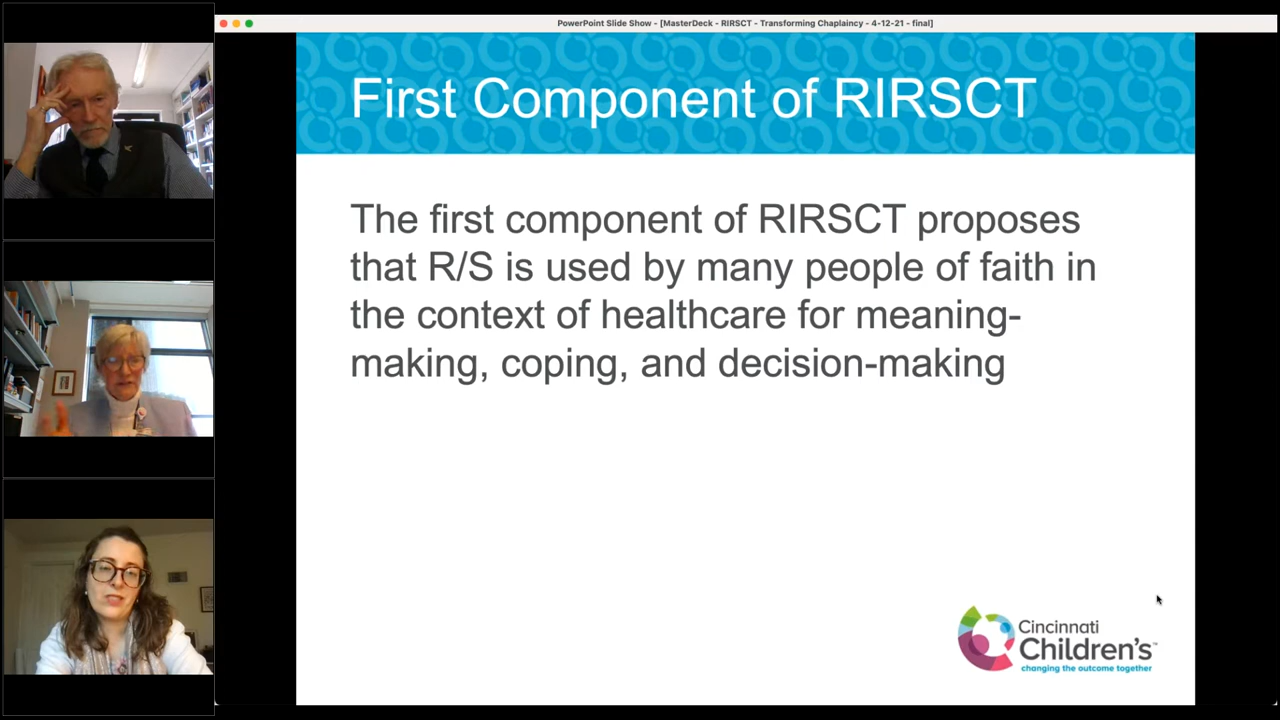 PowerPoint Slide Show - [MasterDeck - RIRSCT - Transforming Chaplaincy - 4-12-21 - final]
First Component of RIRSCT
The first component of RIRSCT proposes
that R/S is used by many people of faith in
the context of healthcare for meaning-
making, coping, and decision-making
Cincinnati
Children's™
changing the outcome together